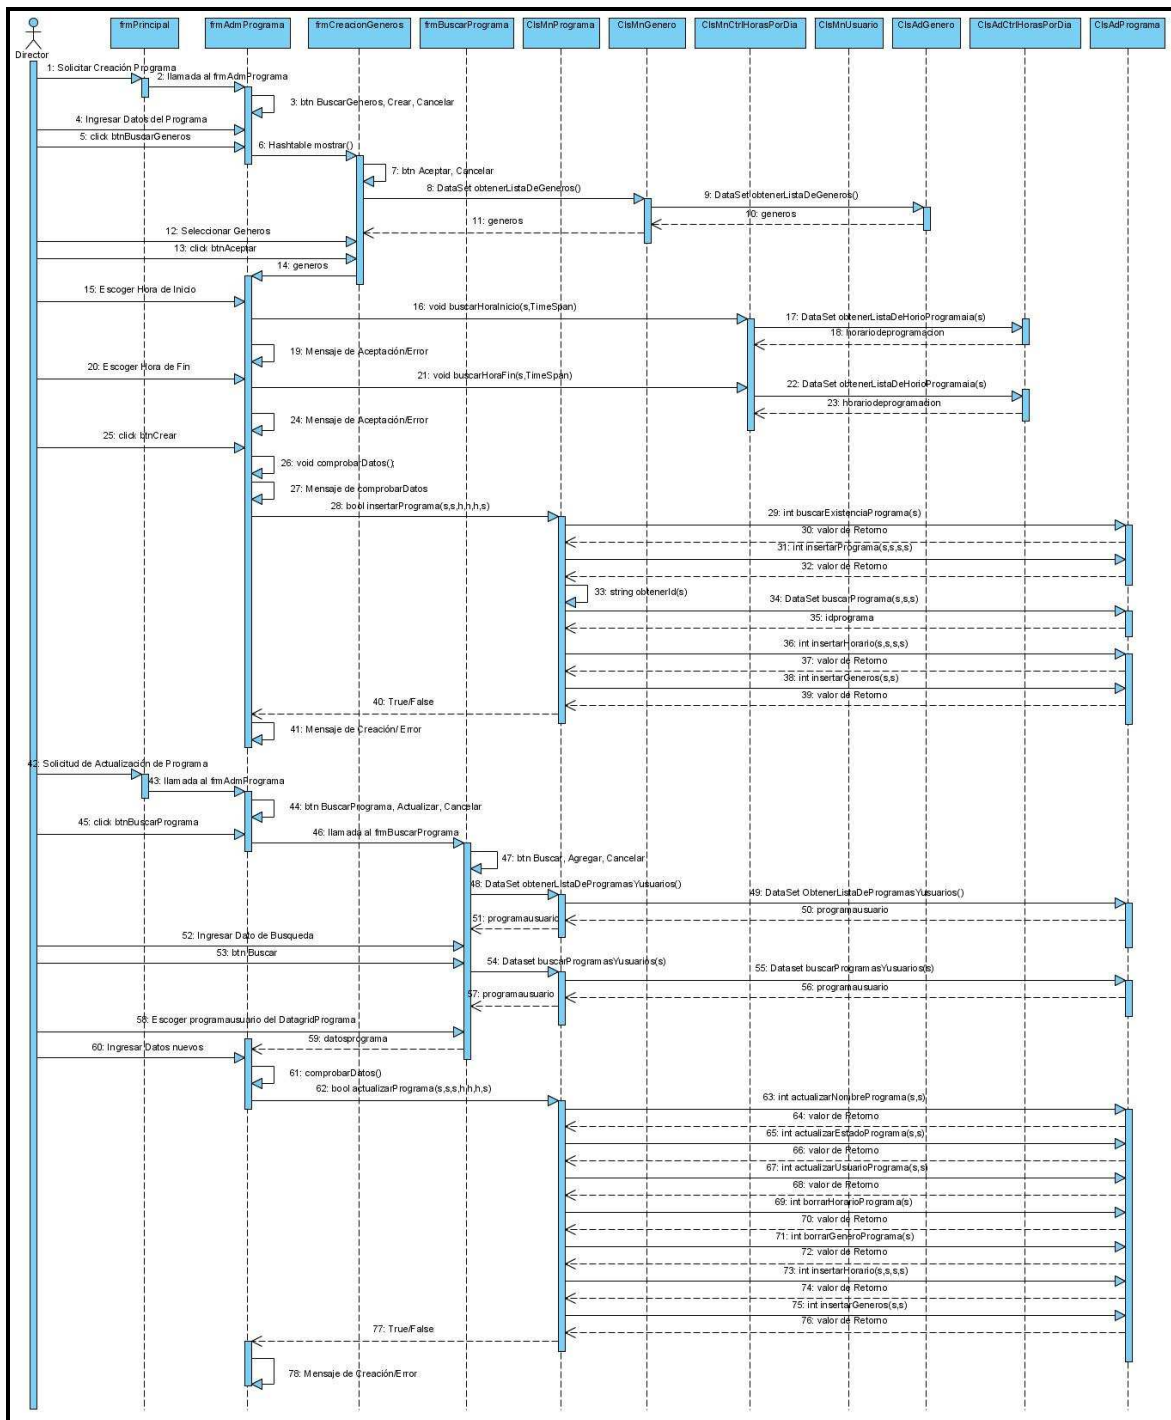 frmPrincipal
frmAdmPrograma
frmCreacionGeneros
frmBuscarPrograma
ClsMnPrograma
ClsMnGenero
ClsMnCtrlHorasPorDia
ClsMnUsuario
ClsAdGenero
ClsAdCtrlHorasPorDia
ClsAdPrograma
Director
1: Solicitar Creación Programa
2: llamada al frmAdmPrograma
3: btn BuscarGeneros, Crear, Cancelar
4: Ingresar Datos del Programa
5: click btnBuscarGeneros
6: Hashtable mostrar()
7: btn Aceptar, Cancelar
8: DataSet obtenerListaDeGeneros()
9: DataSet obtenerListaDeGeneros()
10: generos
11: generos
12: Seleccionar Generos
13: click btnAceptar
14: generos
15: Escoger Hora de Inicio
16: void buscarHoraInicio(s,TimeSpan)
17: DataSet obtenerListaDeHorioProgramaia(s)
18: horariodeprogramacion
19: Mensaje de Aceptación/Error
20: Escoger Hora de Fin
21: void buscarHoraFin(s,TimeSpan)
22: DataSet obtenerListaDeHorioProgramaia(s)
23: horariodeprogramacion
24: Mensaje de Aceptación/Error
25: click btnCrear
26: void comprobarDatos();
27: Mensaje de comprobarDatos
28: bool insertarPrograma(s,s,h,h,h,s)
29: int buscarExistenciaPrograma(s)
30: valor de Retorno
31: int insertarPrograma(s,s,s,s)
32: valor de Retorno
33: string obtenerId(s)
34: DataSet buscarPrograma(s,s,s)
35: idprograma
36: int insertarHorario(s,s,s,s)
37: valor de Retorno
38: int insertarGeneros(s,s)
39: valor de Retorno
40: True/False
41: Mensaje de Creación/ Error
42: Solicitud de Actualización de Programa
43: llamada al frmAdmPrograma
44: btn BuscarPrograma, Actualizar, Cancelar
45: click btnBuscarPrograma
46: llamada al frmBuscarPrograma
47: btn Buscar, Agregar, Cancelar
48: DataSet obtenerListaDeProgramasYusuarios()
49: DataSet ObtenerListaDeProgramasYusuarios()
50: programausuario
51: programausuario
52: Ingresar Dato de Busqueda
53: btn Buscar
54: Dataset buscarProgramasYusuarios(s)
55: Dataset buscarProgramasYusuarios(s)
56: programausuario
57: programausuario
58: Escoger programausuario del DatagridPrograma
59: datosprograma
60: Ingresar Datos nuevos
61: comprobarDatos()
62: bool actualizarPrograma(s,s,s,h,h,h,s)
63: int actualizarNombrePrograma(s,s)
64: valor de Retorno
65: int actualizarEstadoPrograma(s,s)
66: valor de Retorno
67: int actualizarUsuarioPrograma(s,s)
68: valor de Retorno
69: int borrarHorarioPrograma(s)
70: valor de Retorno
71: int borrarGeneroPrograma(s)
72: valor de Retorno
73: int insertarHorario(s,s,s,s)
74: valor de Retorno
75: int insertarGeneros(s,s)
76: valor de Retorno
77: True/False
78: Mensaje de Creación/Error